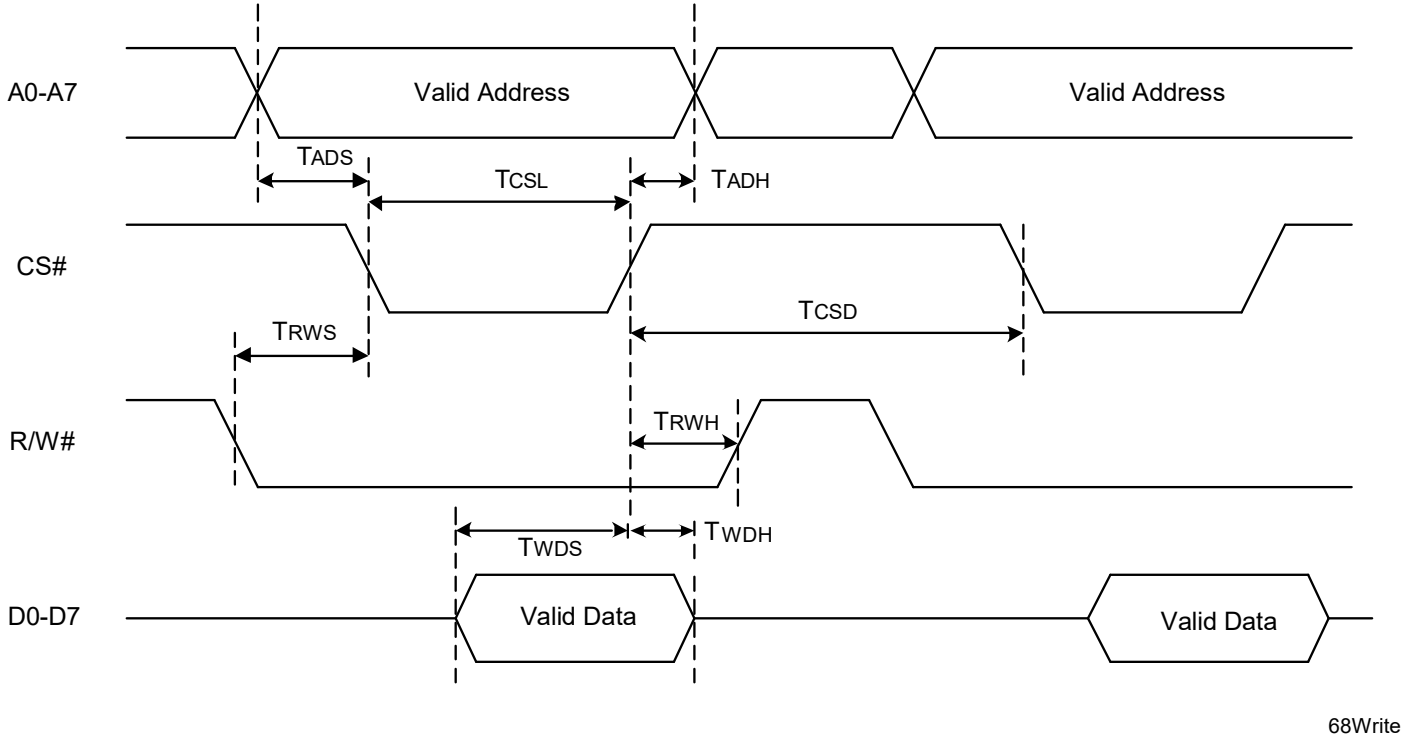 A0-A7
Valid Address
Valid Address
TADS
TCSL
TADH
CS#
TCSD
TRWS
TRWH
R/W#
TWDS
TWDH
D0-D7
Valid Data
Valid Data
68Write